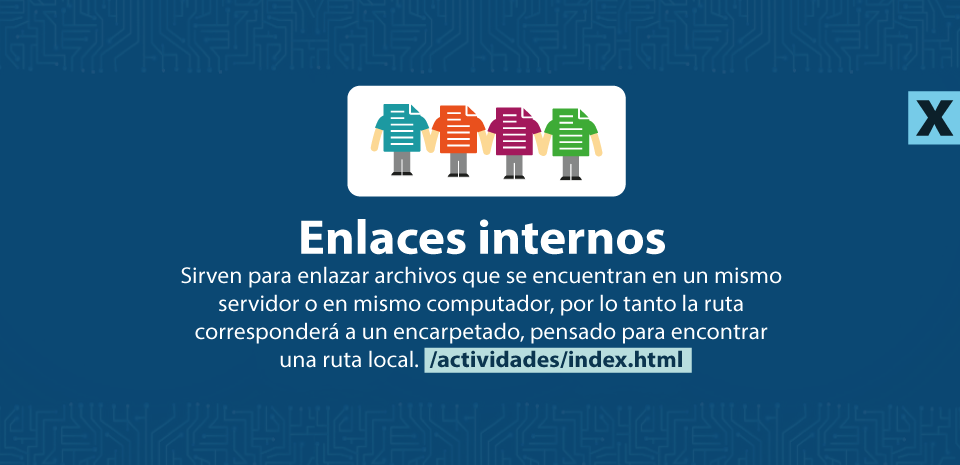 X
Enlaces internos
Sirven para enlazar archivos que se encuentran en un mismo
servidor o en mismo computador, por lo tanto la ruta
corresponderá a un encarpetado, pensado para encontrar
una ruta local. /actividades/index.html